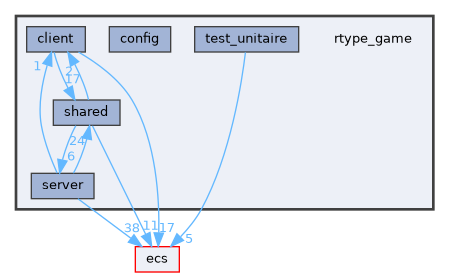 client
config
test_unitaire
rtype_game
1
2
17
shared
24
6
server
38
11
17
5
ecs